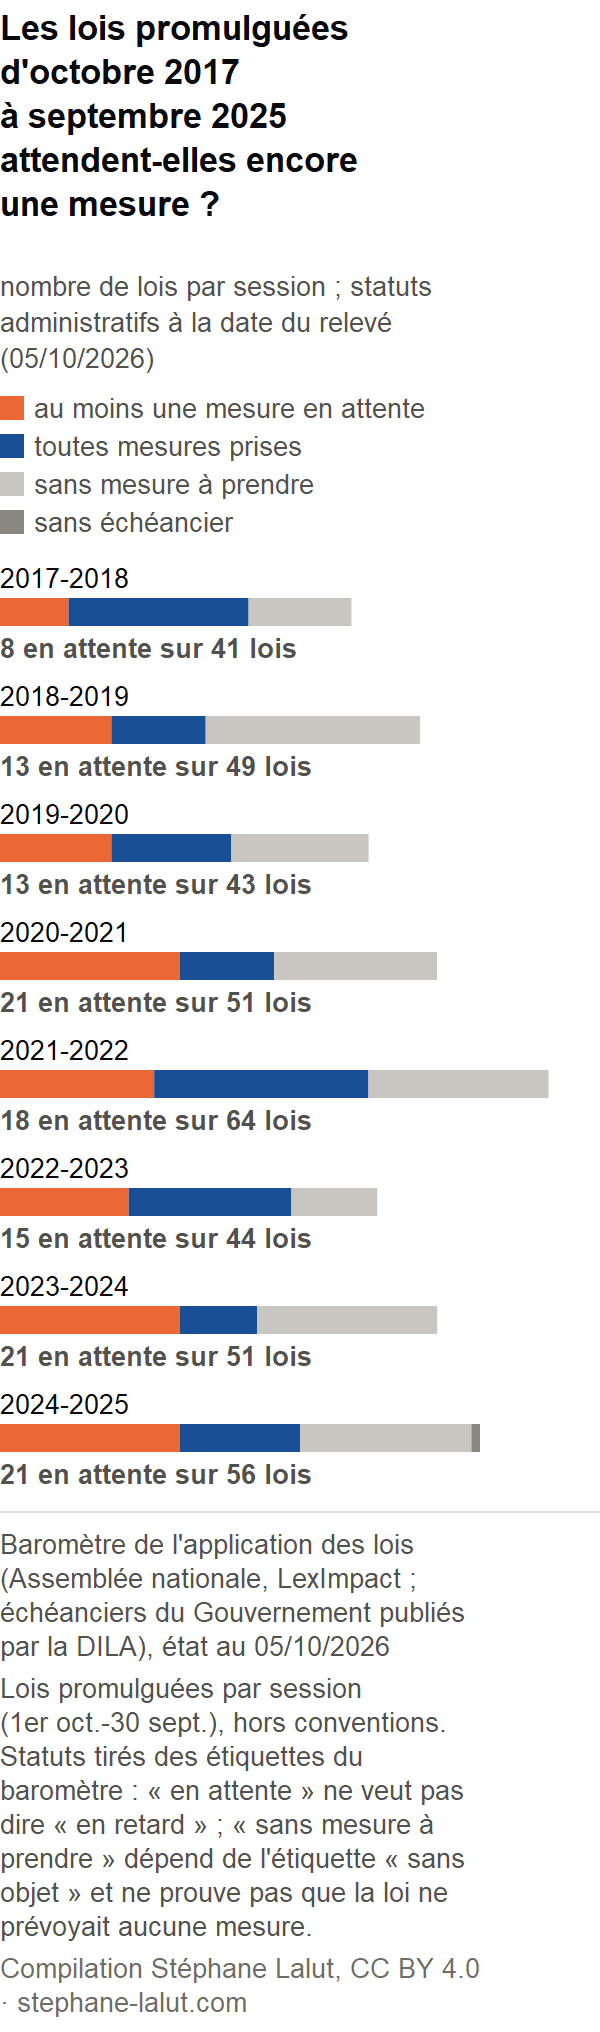 Les lois promulguées
d'octobre 2017
à septembre 2025
attendent-elles encore
une mesure ?
nombre de lois par session ; statuts
administratifs à la date du relevé
(05/10/2026)
au moins une mesure en attente
toutes mesures prises
sans mesure à prendre
sans échéancier
2017-2018
8 en attente sur 41 lois
2018-2019
13 en attente sur 49 lois
2019-2020
13 en attente sur 43 lois
2020-2021
21 en attente sur 51 lois
2021-2022
18 en attente sur 64 lois
2022-2023
15 en attente sur 44 lois
2023-2024
21 en attente sur 51 lois
2024-2025
21 en attente sur 56 lois
Baromètre de l'application des lois
(Assemblée nationale, LexImpact ;
échéanciers du Gouvernement publiés
par la DILA), état au 05/10/2026
Lois promulguées par session
(1er oct.-30 sept.), hors conventions.
Statuts tirés des étiquettes du
baromètre : « en attente » ne veut pas
dire « en retard » ; « sans mesure à
prendre » dépend de l'étiquette « sans
objet » et ne prouve pas que la loi ne
prévoyait aucune mesure.
Compilation Stéphane Lalut, CC BY 4.0
· stephane-lalut.com